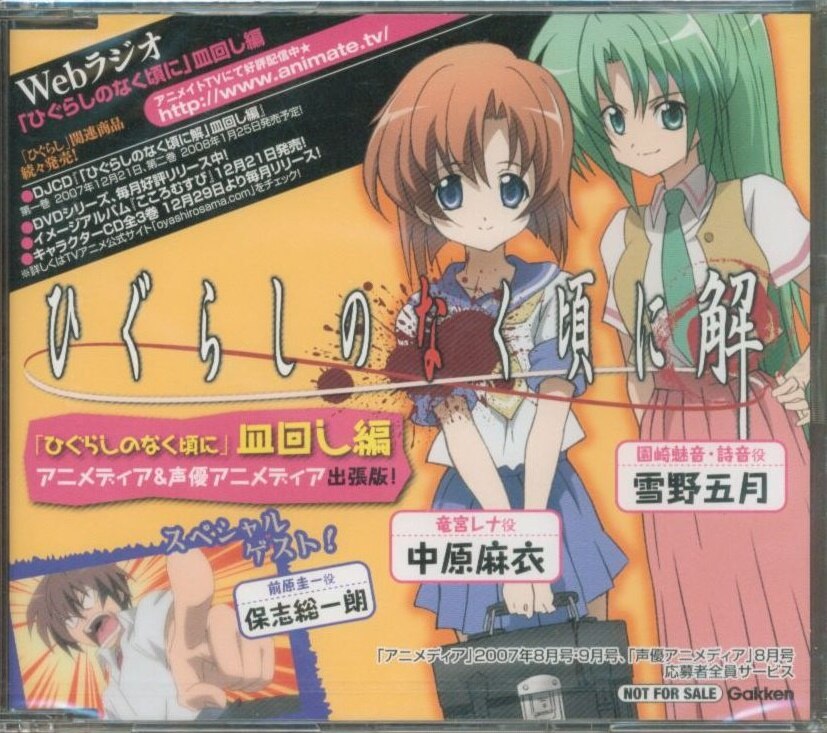 Webラジオ
「ひぐらしのなく頃に」皿回し編
アニメイトTVにて好評配信中★
http://www.animate.tv/
「ひぐらし」関連商品
続々発売!
●DJCD『「ひぐらしのなく頃に解」皿回し編』
第一巻 2007年12月21日、第二巻 2008年1月25日発売予定!
●DVDシリーズ、毎月好評リリース中!
●イメージアルバム『こころむすび』12月21日発売!
●キャラクターCD全3巻 12月29日より毎月リリース!
※詳しくはTVアニメ公式サイト「oyashirosama.com」をチェック!
ひぐらしのなく頃に解
「ひぐらしのなく頃に」皿回し編
アニメディア&声優アニメディア出張版!
園崎魅音・詩音役
雪野五月
竜宮レナ役
中原麻衣
スペシャル
ゲスト!
前原圭一役
保志総一朗
「アニメディア」2007年8月号・9月号、「声優アニメディア」8月号
応募者全員サービス
NOT FOR SALE Gakken